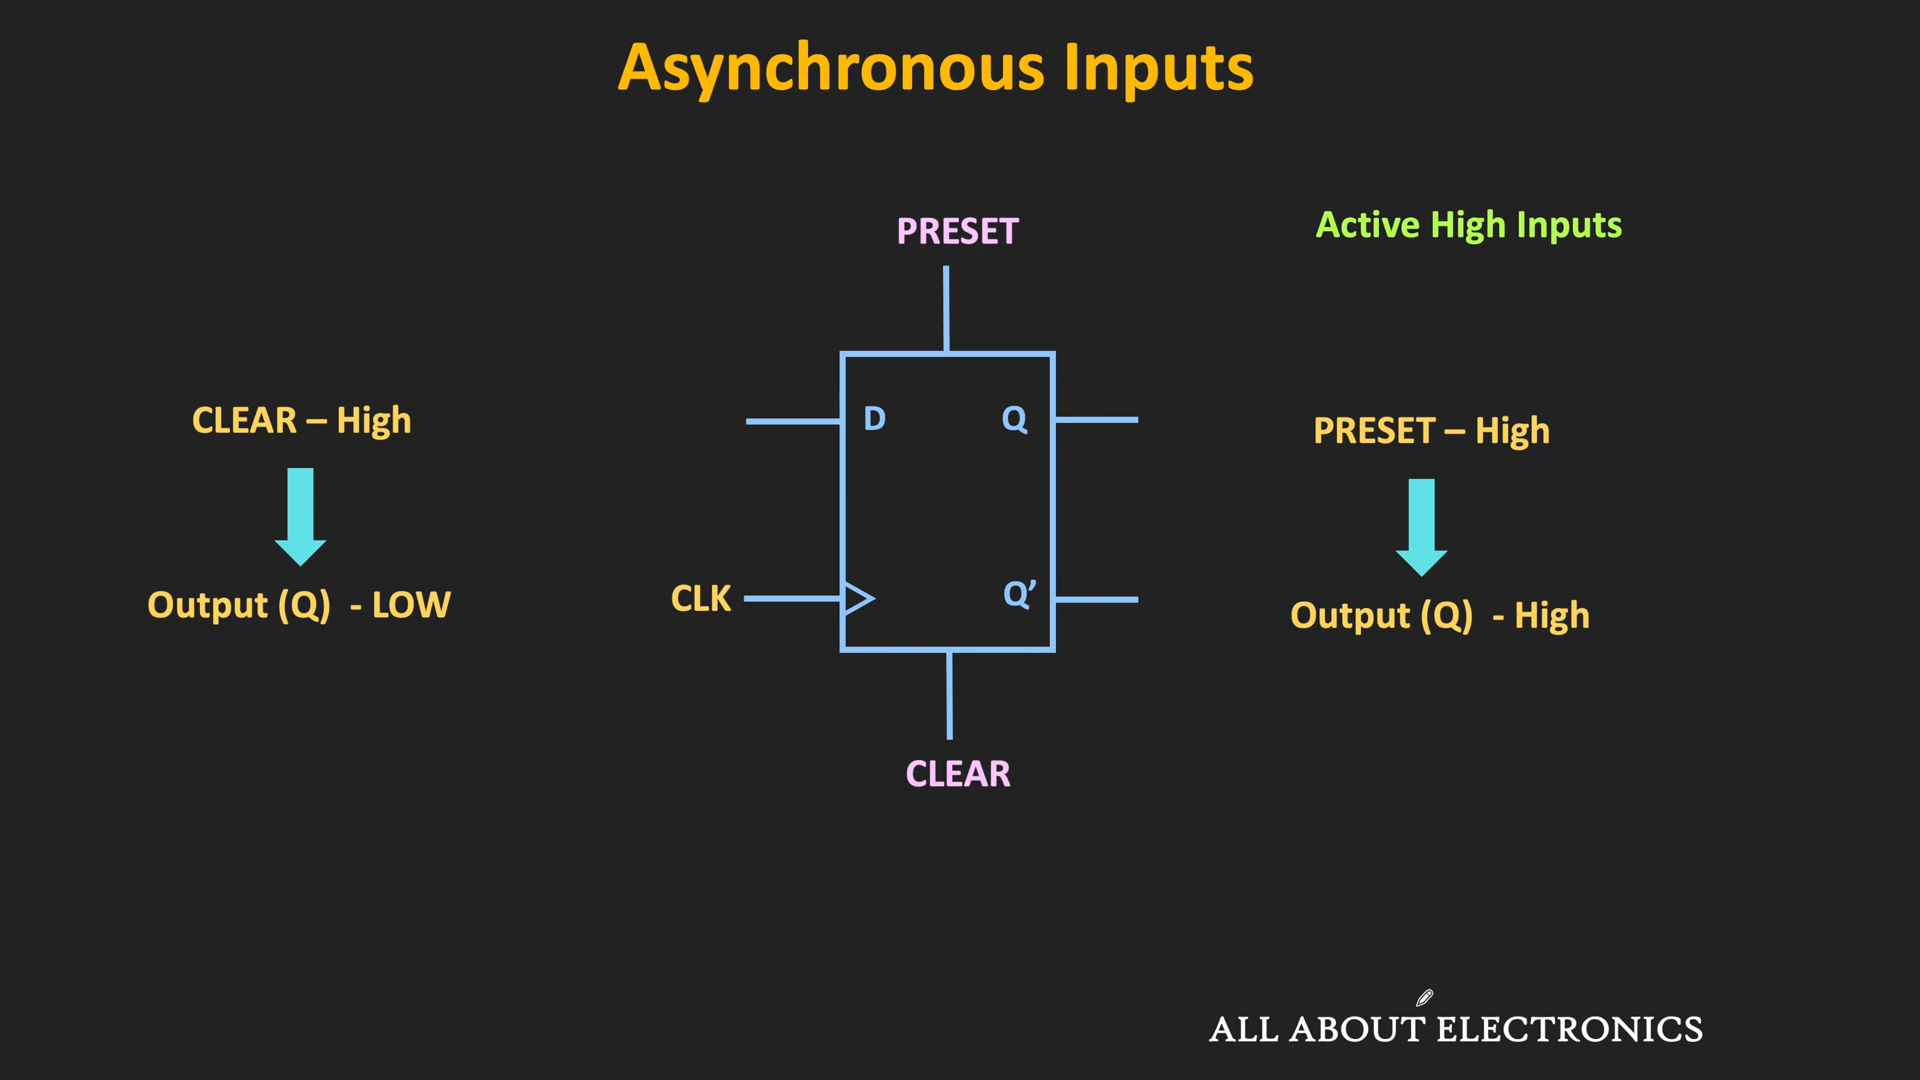 Asynchronous Inputs
PRESET
Active High Inputs
CLEAR – High
D
Q
PRESET – High
CLK
Q’
Output (Q) - LOW
Output (Q) - High
CLEAR
ALL ABOUT ELECTRONICS